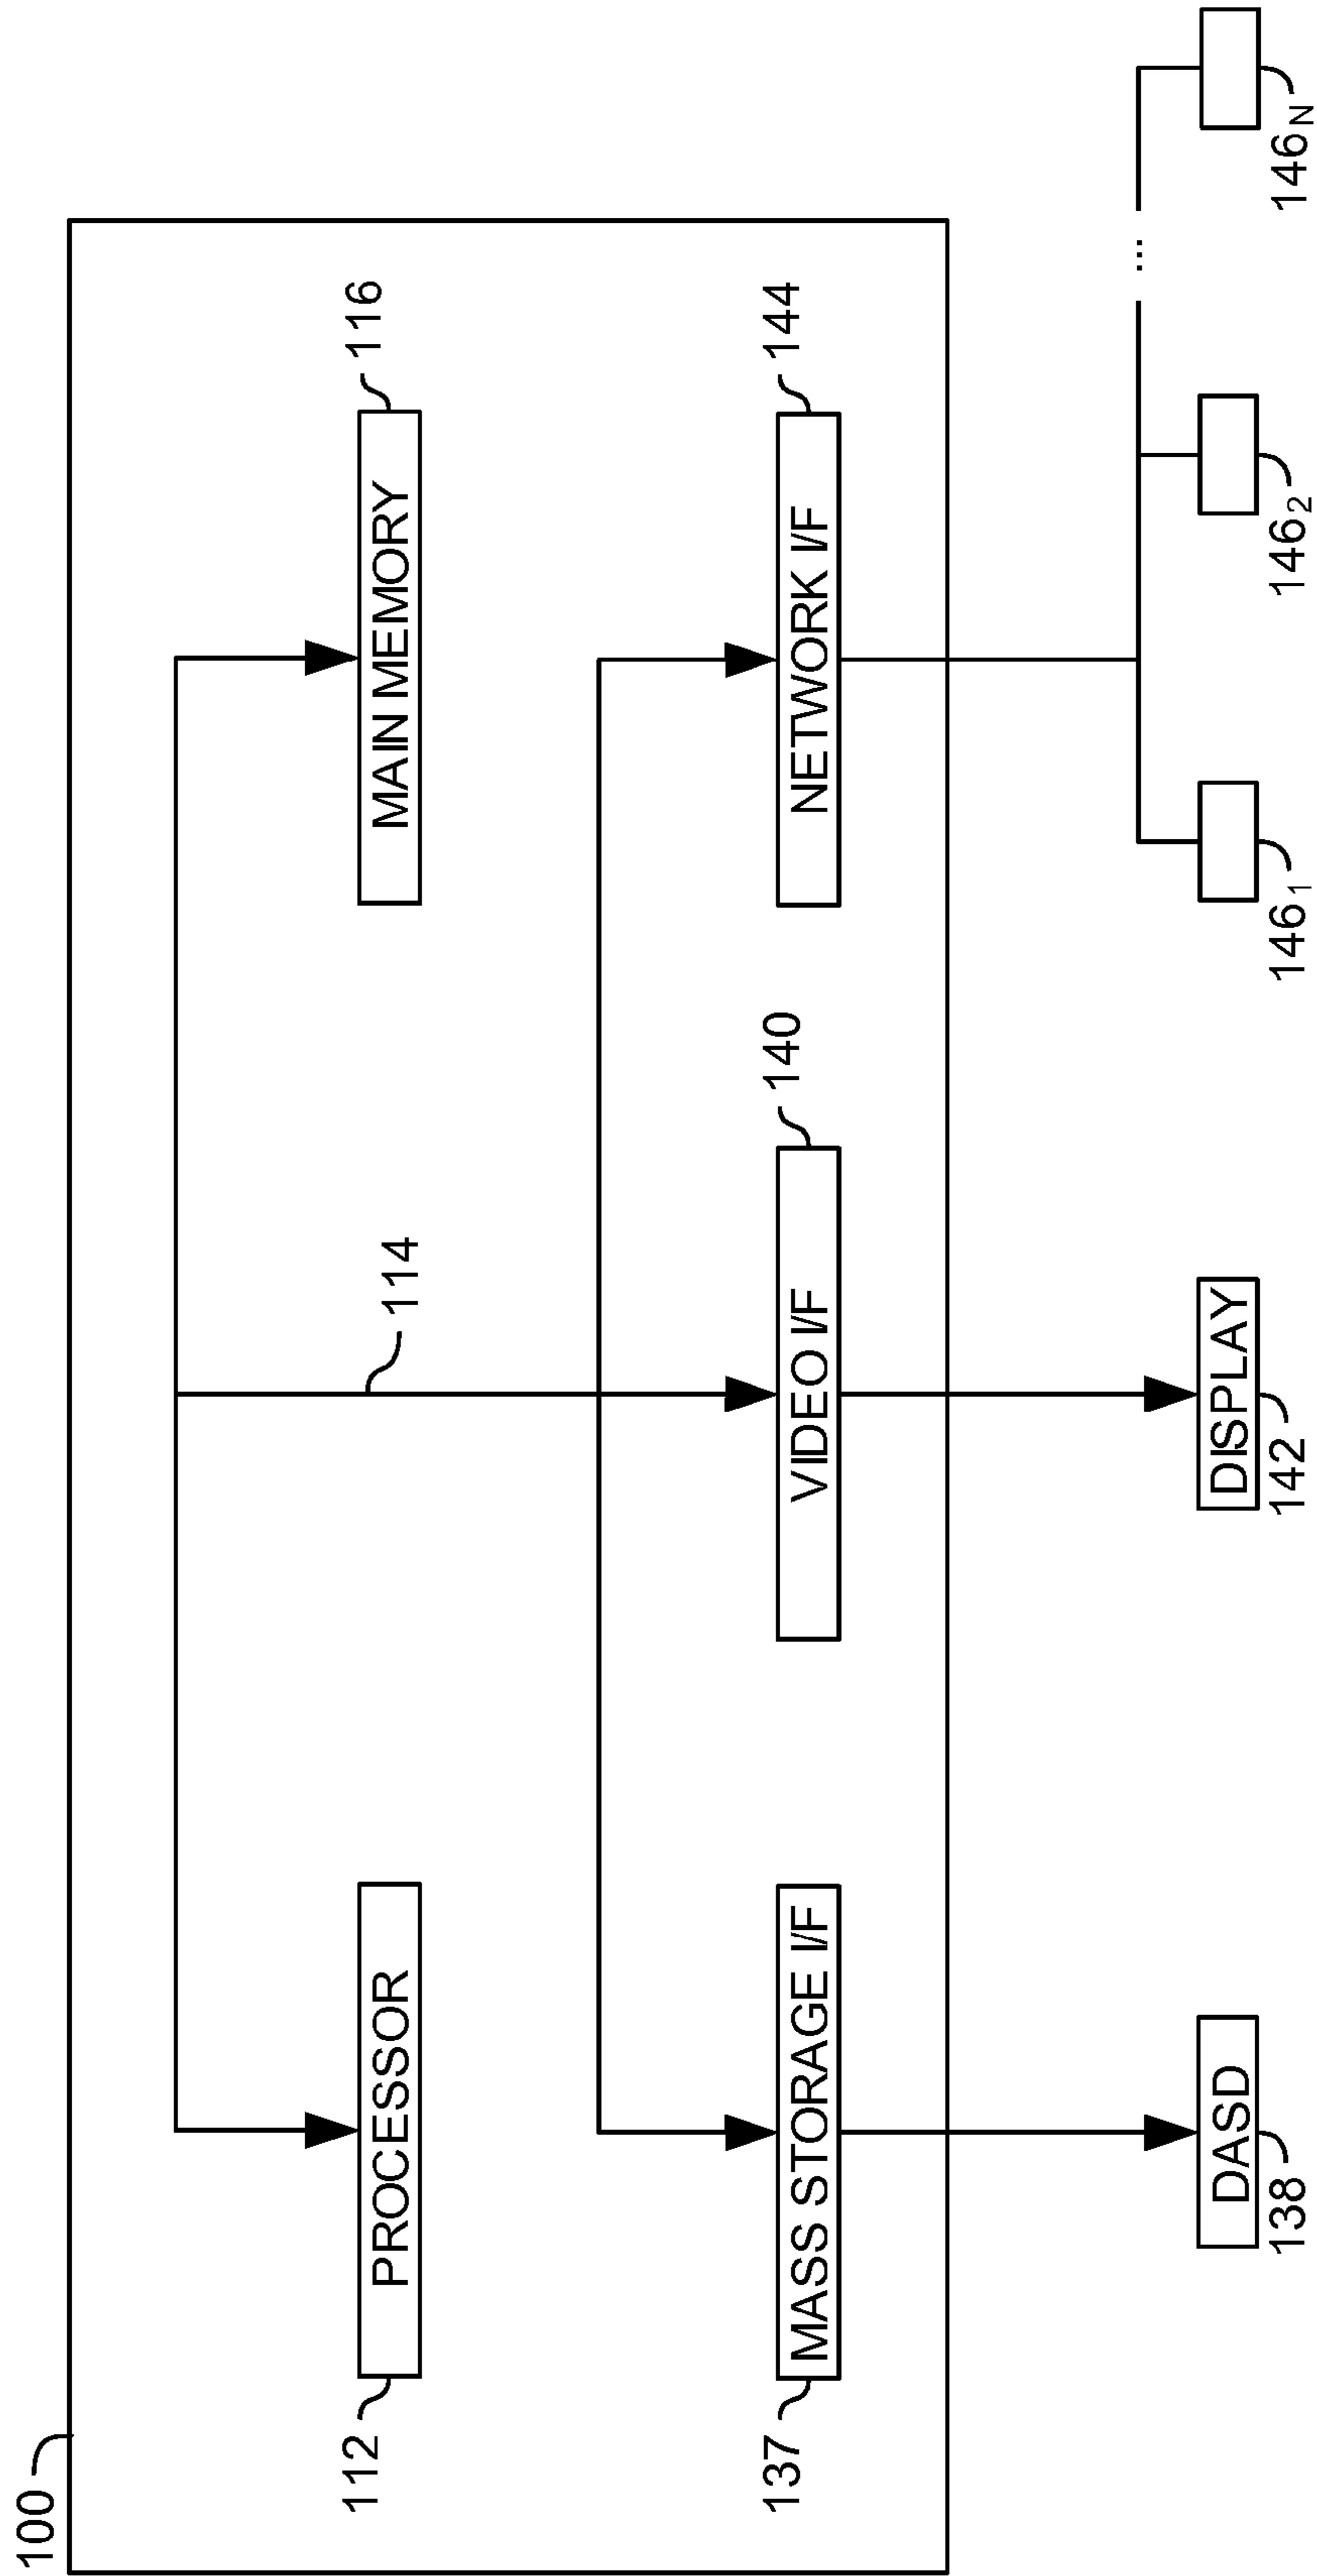 100
112
PROCESSOR
MAIN MEMORY
116
114
137
MASS STORAGE I/F
VIDEO I/F
140
NETWORK I/F
144
...
DASD
138
DISPLAY
142
146₁
146₂
146N